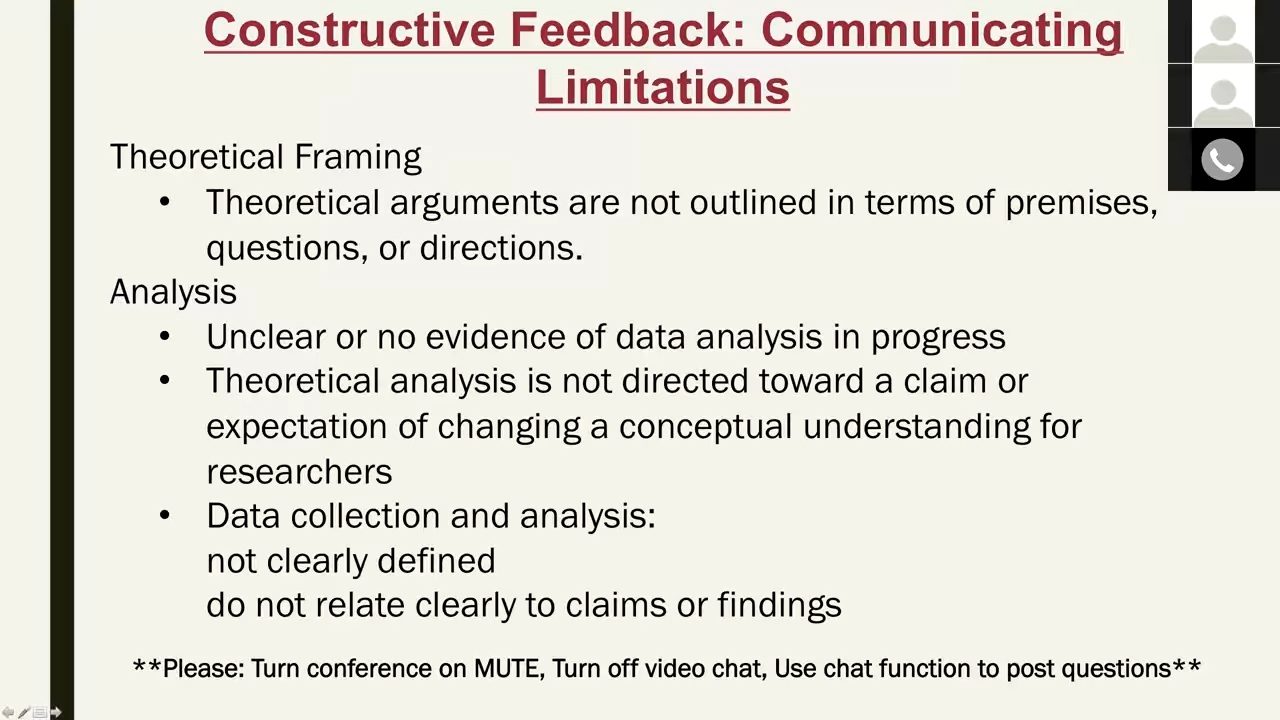 Constructive Feedback: Communicating
Limitations
Theoretical Framing
• Theoretical arguments are not outlined in terms of premises,
questions, or directions.
Analysis
• Unclear or no evidence of data analysis in progress
• Theoretical analysis is not directed toward a claim or
expectation of changing a conceptual understanding for
researchers
• Data collection and analysis:
not clearly defined
do not relate clearly to claims or findings
**Please: Turn conference on MUTE, Turn off video chat, Use chat function to post questions**